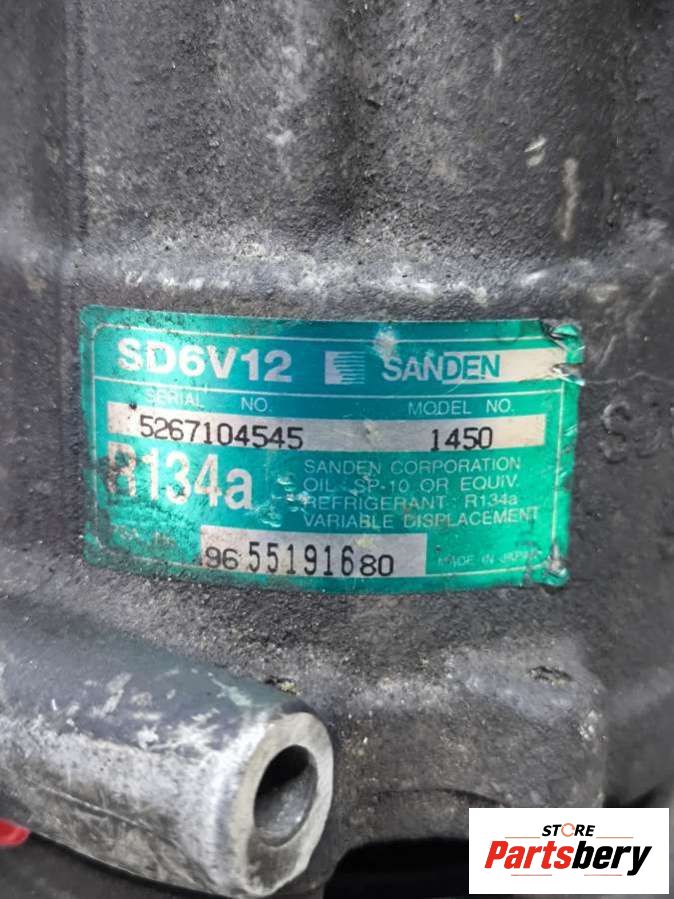 SD6V12 SANDEN
SERIAL NO. MODEL NO.
5267104545 1450
R134a
SANDEN CORPORATION
OIL : SP-10 OR EQUIV.
REFRIGERANT : R134a
VARIABLE DISPLACEMENT
9655191680
MADE IN JAPAN
STORE
Partsbery